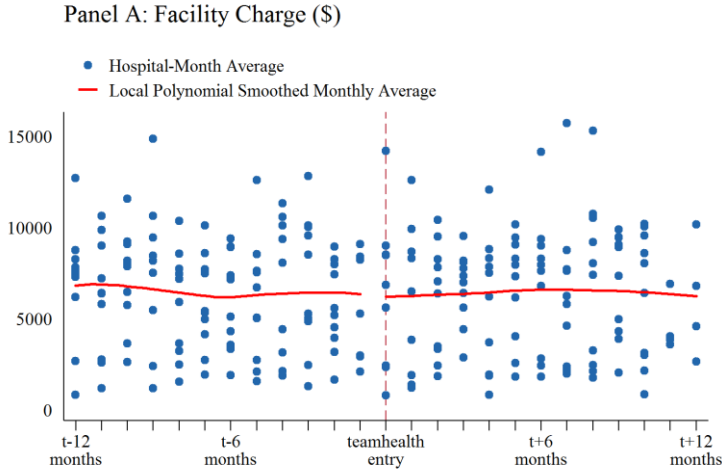 Panel A: Facility Charge ($)
Hospital-Month Average
Local Polynomial Smoothed Monthly Average
15000
10000
5000
0
t-12 months
t-6 months
teamhealth entry
t+6 months
t+12 months